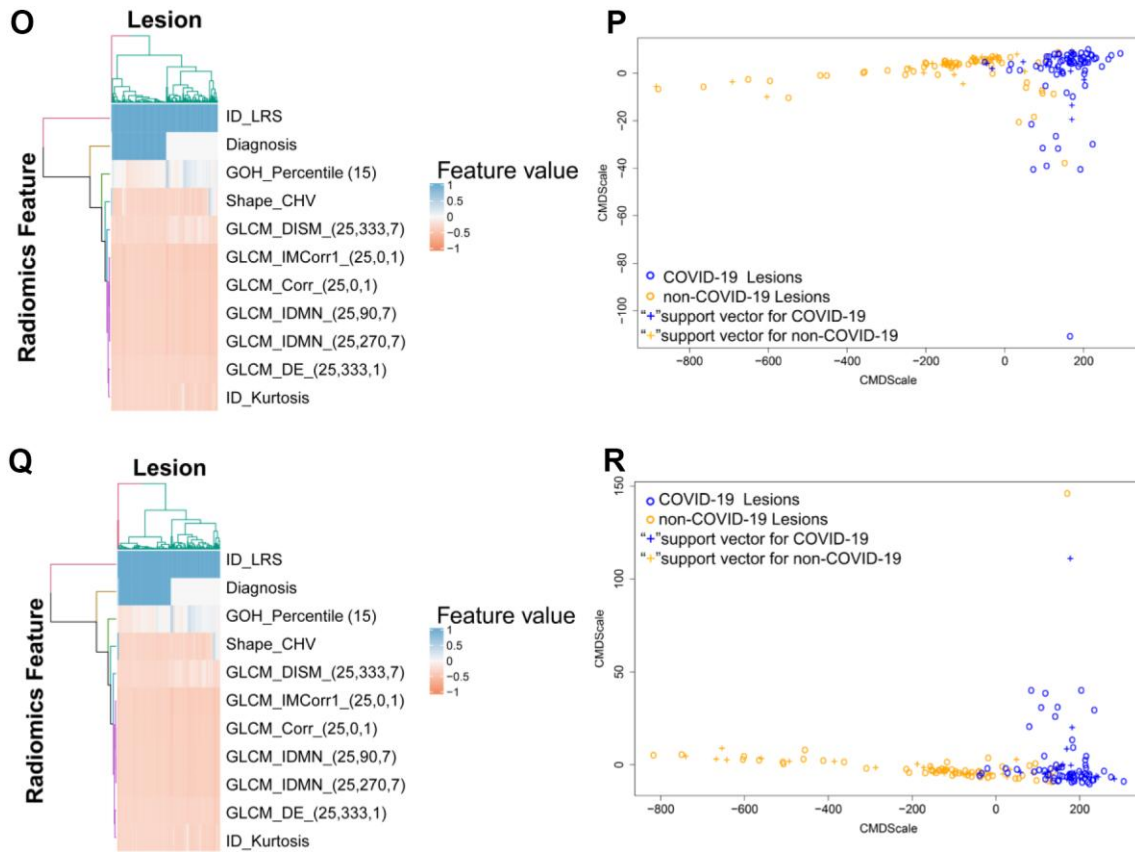 O
Lesion
Radiomics Feature
ID_LRS
Diagnosis
GOH_Percentile (15)
Shape_CHV
GLCM_DISM_(25,333,7)
GLCM_IMCorr1_(25,0,1)
GLCM_Corr_(25,0,1)
GLCM_IDMN_(25,90,7)
GLCM_IDMN_(25,270,7)
GLCM_DE_(25,333,1)
ID_Kurtosis
Feature value
1
0.5
0
−0.5
−1
P
CMDScale
0
−20
−40
−60
−80
−100
COVID-19 Lesions
non-COVID-19 Lesions
“+”support vector for COVID-19
“+”support vector for non-COVID-19
−800 −600 −400 −200 0 200
CMDScale
Q
Lesion
Radiomics Feature
ID_LRS
Diagnosis
GOH_Percentile (15)
Shape_CHV
GLCM_DISM_(25,333,7)
GLCM_IMCorr1_(25,0,1)
GLCM_Corr_(25,0,1)
GLCM_IDMN_(25,90,7)
GLCM_IDMN_(25,270,7)
GLCM_DE_(25,333,1)
ID_Kurtosis
Feature value
1
0.5
0
−0.5
−1
R
CMDScale
150
100
50
0
COVID-19 Lesions
non-COVID-19 Lesions
“+”support vector for COVID-19
“+”support vector for non-COVID-19
−800 −600 −400 −200 0 200
CMDScale